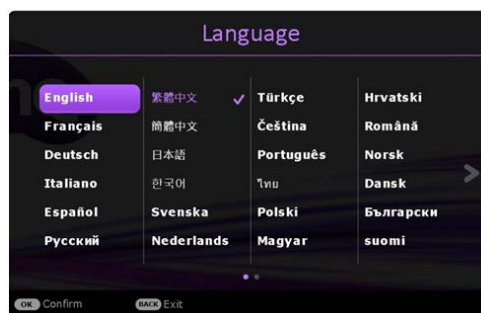 Language
English
Français
Deutsch
Italiano
Español
Русский
繁體中文
簡體中文
日本語
한국어
Svenska
Nederlands
Türkçe
Čeština
Português
ไทย
Polski
Magyar
Hrvatski
Română
Norsk
Dansk
Български
suomi
OK Confirm
BACK Exit